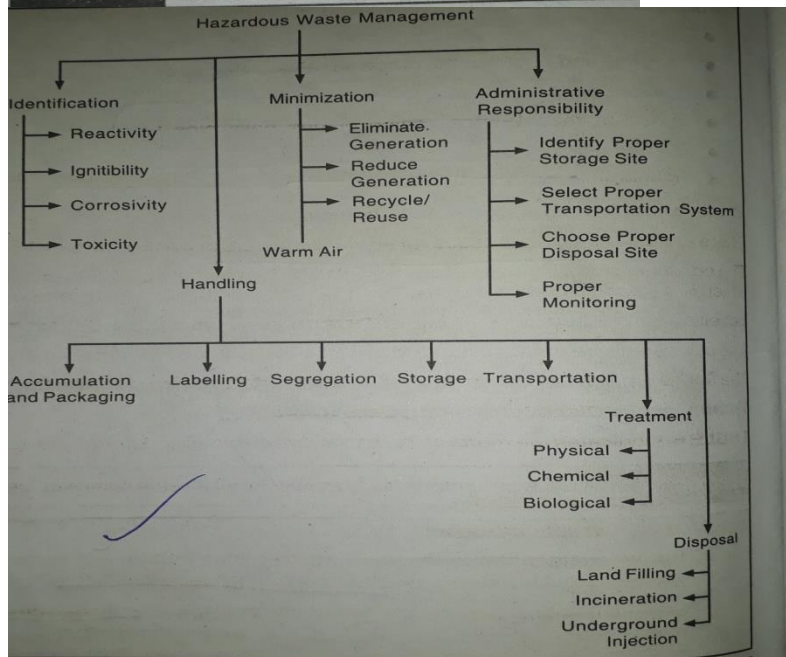 Hazardous Waste Management
Identification
Reactivity
Ignitibility
Corrosivity
Toxicity
Minimization
Eliminate
Generation
Reduce
Generation
Recycle/
Reuse
Warm Air
Administrative
Responsibility
Identify Proper
Storage Site
Select Proper
Transportation System
Choose Proper
Disposal Site
Proper
Monitoring
Handling
Accumulation
and Packaging
Labelling
Segregation
Storage
Transportation
Treatment
Physical
Chemical
Biological
Disposal
Land Filling
Incineration
Underground
Injection